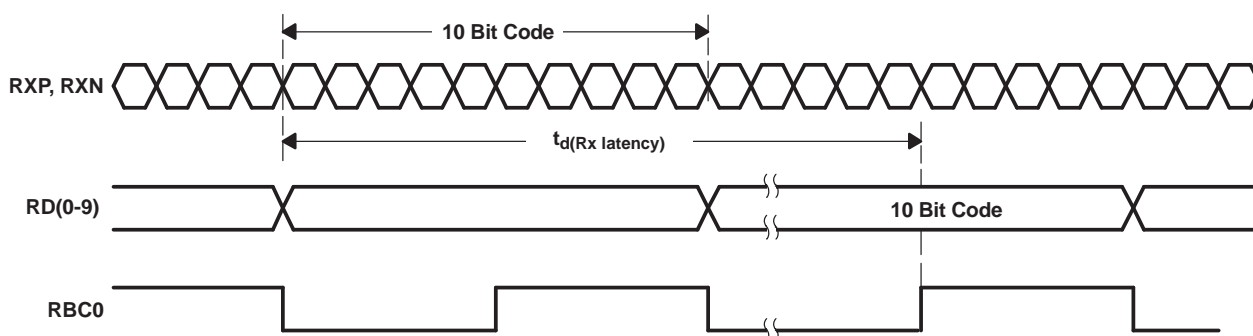 10 Bit Code
RXP, RXN
td(Rx latency)
RD(0-9)
10 Bit Code
RBC0